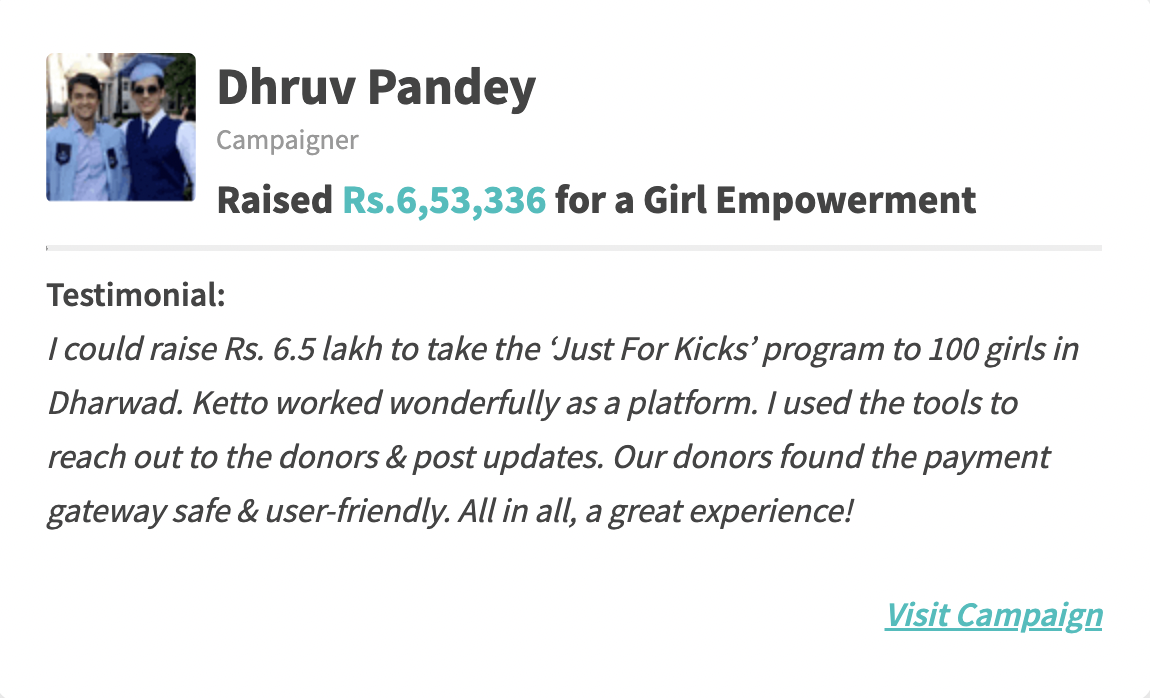 Dhruv Pandey
Campaigner
Raised Rs.6,53,336 for a Girl Empowerment
Testimonial:
I could raise Rs. 6.5 lakh to take the ‘Just For Kicks’ program to 100 girls in
Dharwad. Ketto worked wonderfully as a platform. I used the tools to
reach out to the donors & post updates. Our donors found the payment
gateway safe & user-friendly. All in all, a great experience!
Visit Campaign